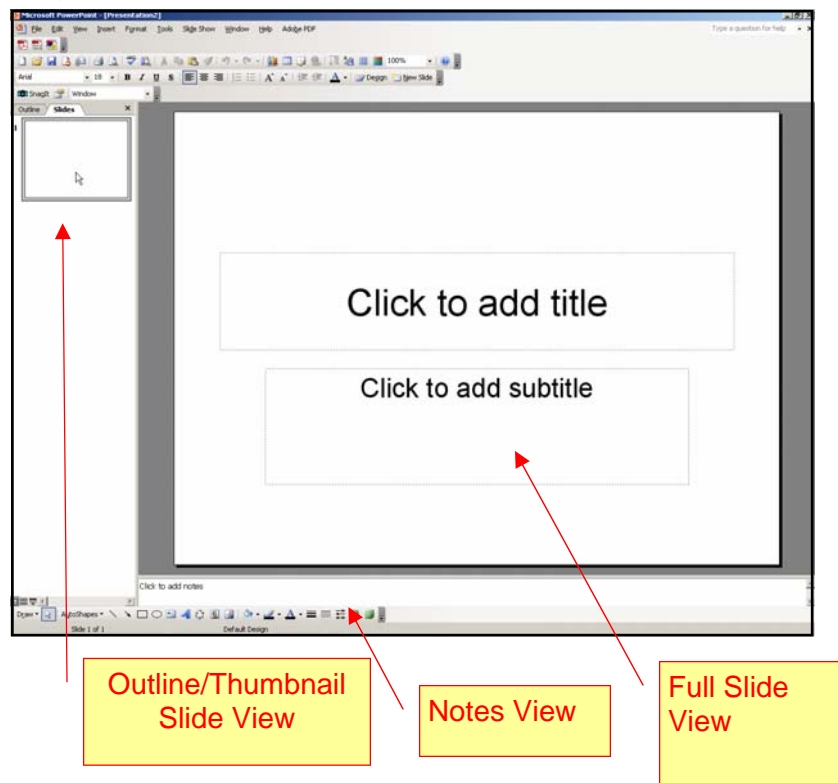 Microsoft PowerPoint - [Presentation2]
File Edit View Insert Format Tools Slide Show Window Help Adobe PDF
Type a question for help
100%
Arial 18 B I U S Design New Slide
SnagIt Window
Outline Slides
1
Click to add title
Click to add subtitle
Click to add notes
Draw AutoShapes
Slide 1 of 1 Default Design
Outline/Thumbnail
Slide View
Notes View
Full Slide
View